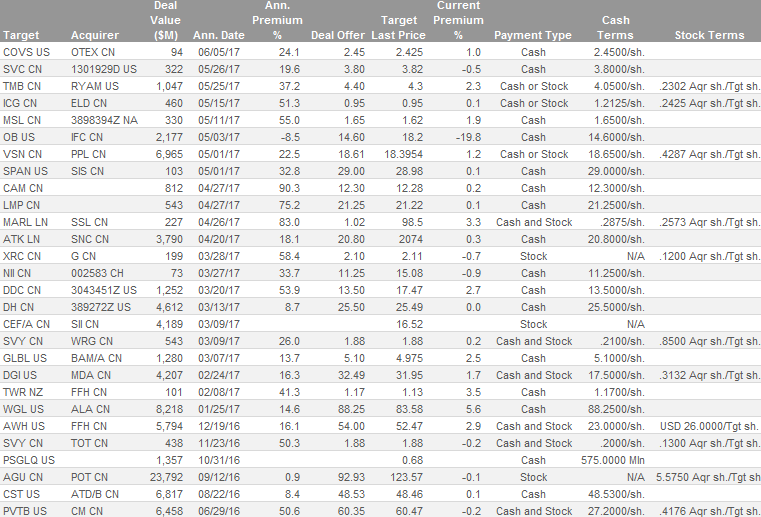 Deal Ann. Current
Value Premium Target Premium Cash
Target Acquirer ($M) Ann. Date % Deal Offer Last Price % Payment Type Terms Stock Terms
COVS US OTEX CN 94 06/05/17 24.1 2.45 2.425 1.0 Cash 2.4500/sh.
SVC CN 1301929D US 322 05/26/17 19.6 3.80 3.82 -0.5 Cash 3.8000/sh.
TMB CN RYAM US 1,047 05/25/17 37.2 4.40 4.3 2.3 Cash or Stock 4.0500/sh. .2302 Aqr sh./Tgt sh.
ICG CN ELD CN 460 05/15/17 51.3 0.95 0.95 0.1 Cash or Stock 1.2125/sh. .2425 Aqr sh./Tgt sh.
MSL CN 3898394Z NA 330 05/11/17 55.0 1.65 1.62 1.9 Cash 1.6500/sh.
OB US IFC CN 2,177 05/03/17 -8.5 14.60 18.2 -19.8 Cash 14.6000/sh.
VSN CN PPL CN 6,965 05/01/17 22.5 18.61 18.3954 1.2 Cash or Stock 18.6500/sh. .4287 Aqr sh./Tgt sh.
SPAN US SIS CN 103 05/01/17 32.8 29.00 28.98 0.1 Cash 29.0000/sh.
CAM CN 812 04/27/17 90.3 12.30 12.28 0.2 Cash 12.3000/sh.
LMP CN 543 04/27/17 75.2 21.25 21.22 0.1 Cash 21.2500/sh.
MARL LN SSL CN 227 04/26/17 83.0 1.02 98.5 3.3 Cash and Stock .2875/sh. .2573 Aqr sh./Tgt sh.
ATK LN SNC CN 3,790 04/20/17 18.1 20.80 2074 0.3 Cash 20.8000/sh.
XRC CN G CN 199 03/28/17 58.4 2.10 2.11 -0.7 Stock N/A .1200 Aqr sh./Tgt sh.
NII CN 002583 CH 73 03/27/17 33.7 11.25 15.08 -0.9 Cash 11.2500/sh.
DDC CN 3043451Z US 1,252 03/20/17 53.9 13.50 17.47 2.7 Cash 13.5000/sh.
DH CN 389272Z US 4,612 03/13/17 8.7 25.50 25.49 0.0 Cash 25.5000/sh.
CEF/A CN SII CN 4,189 03/09/17 16.52 Stock N/A
SVY CN WRG CN 543 03/09/17 26.0 1.88 1.88 0.2 Cash and Stock .2100/sh. .8500 Aqr sh./Tgt sh.
GLBL US BAM/A CN 1,280 03/07/17 13.7 5.10 4.975 2.5 Cash 5.1000/sh.
DGI US MDA CN 4,207 02/24/17 16.3 32.49 31.95 1.7 Cash and Stock 17.5000/sh. .3132 Aqr sh./Tgt sh.
TWR NZ FFH CN 101 02/08/17 41.3 1.17 1.13 3.5 Cash 1.1700/sh.
WGL US ALA CN 8,218 01/25/17 14.6 88.25 83.58 5.6 Cash 88.2500/sh.
AWH US FFH CN 5,794 12/19/16 16.1 54.00 52.47 2.9 Cash and Stock 23.0000/sh. USD 26.0000/Tgt sh.
SVY CN TOT CN 438 11/23/16 50.3 1.88 1.88 -0.2 Cash and Stock .2000/sh. .1300 Aqr sh./Tgt sh.
PSGLQ US 1,357 10/31/16 0.68 Cash 575.0000 Mln
AGU CN POT CN 23,792 09/12/16 0.9 92.93 123.57 -0.1 Stock N/A 5.5750 Aqr sh./Tgt sh
CST US ATD/B CN 6,817 08/22/16 8.4 48.53 48.46 0.1 Cash 48.5300/sh.
PVTB US CM CN 6,458 06/29/16 50.6 60.35 60.47 -0.2 Cash and Stock 27.2000/sh. .4176 Aqr sh./Tgt sh.